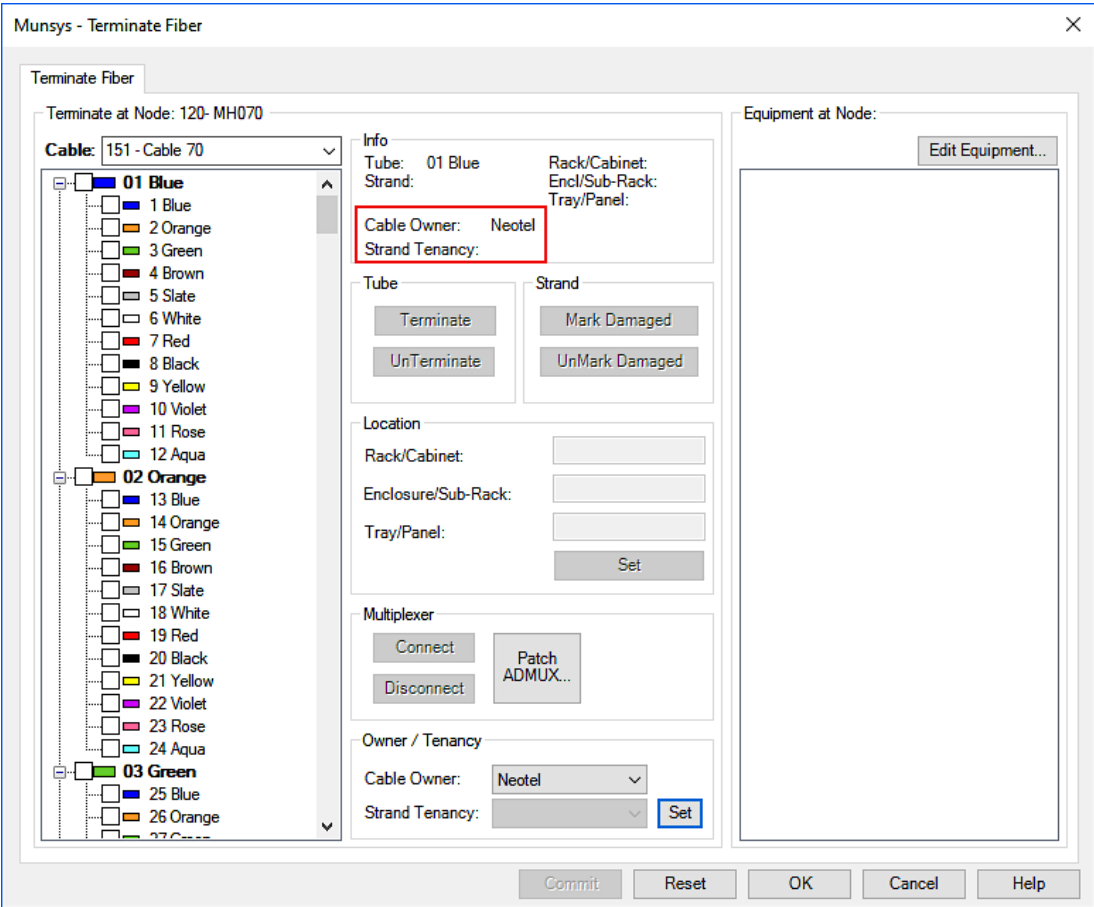 Munsys - Terminate Fiber
Terminate Fiber
Terminate at Node: 120- MH070
Cable: 151 - Cable 70
01 Blue
1 Blue
2 Orange
3 Green
4 Brown
5 Slate
6 White
7 Red
8 Black
9 Yellow
10 Violet
11 Rose
12 Aqua
02 Orange
13 Blue
14 Orange
15 Green
16 Brown
17 Slate
18 White
19 Red
20 Black
21 Yellow
22 Violet
23 Rose
24 Aqua
03 Green
25 Blue
26 Orange
Info
Tube: 01 Blue
Rack/Cabinet:
Strand:
Encl/Sub-Rack:
Tray/Panel:
Cable Owner: Neotel
Strand Tenancy:
Tube
Terminate
UnTerminate
Strand
Mark Damaged
UnMark Damaged
Location
Rack/Cabinet:
Enclosure/Sub-Rack:
Tray/Panel:
Set
Multiplexer
Connect
Disconnect
Patch
ADMUX...
Owner / Tenancy
Cable Owner: Neotel
Strand Tenancy: Set
Equipment at Node:
Edit Equipment...
Commit Reset OK Cancel Help